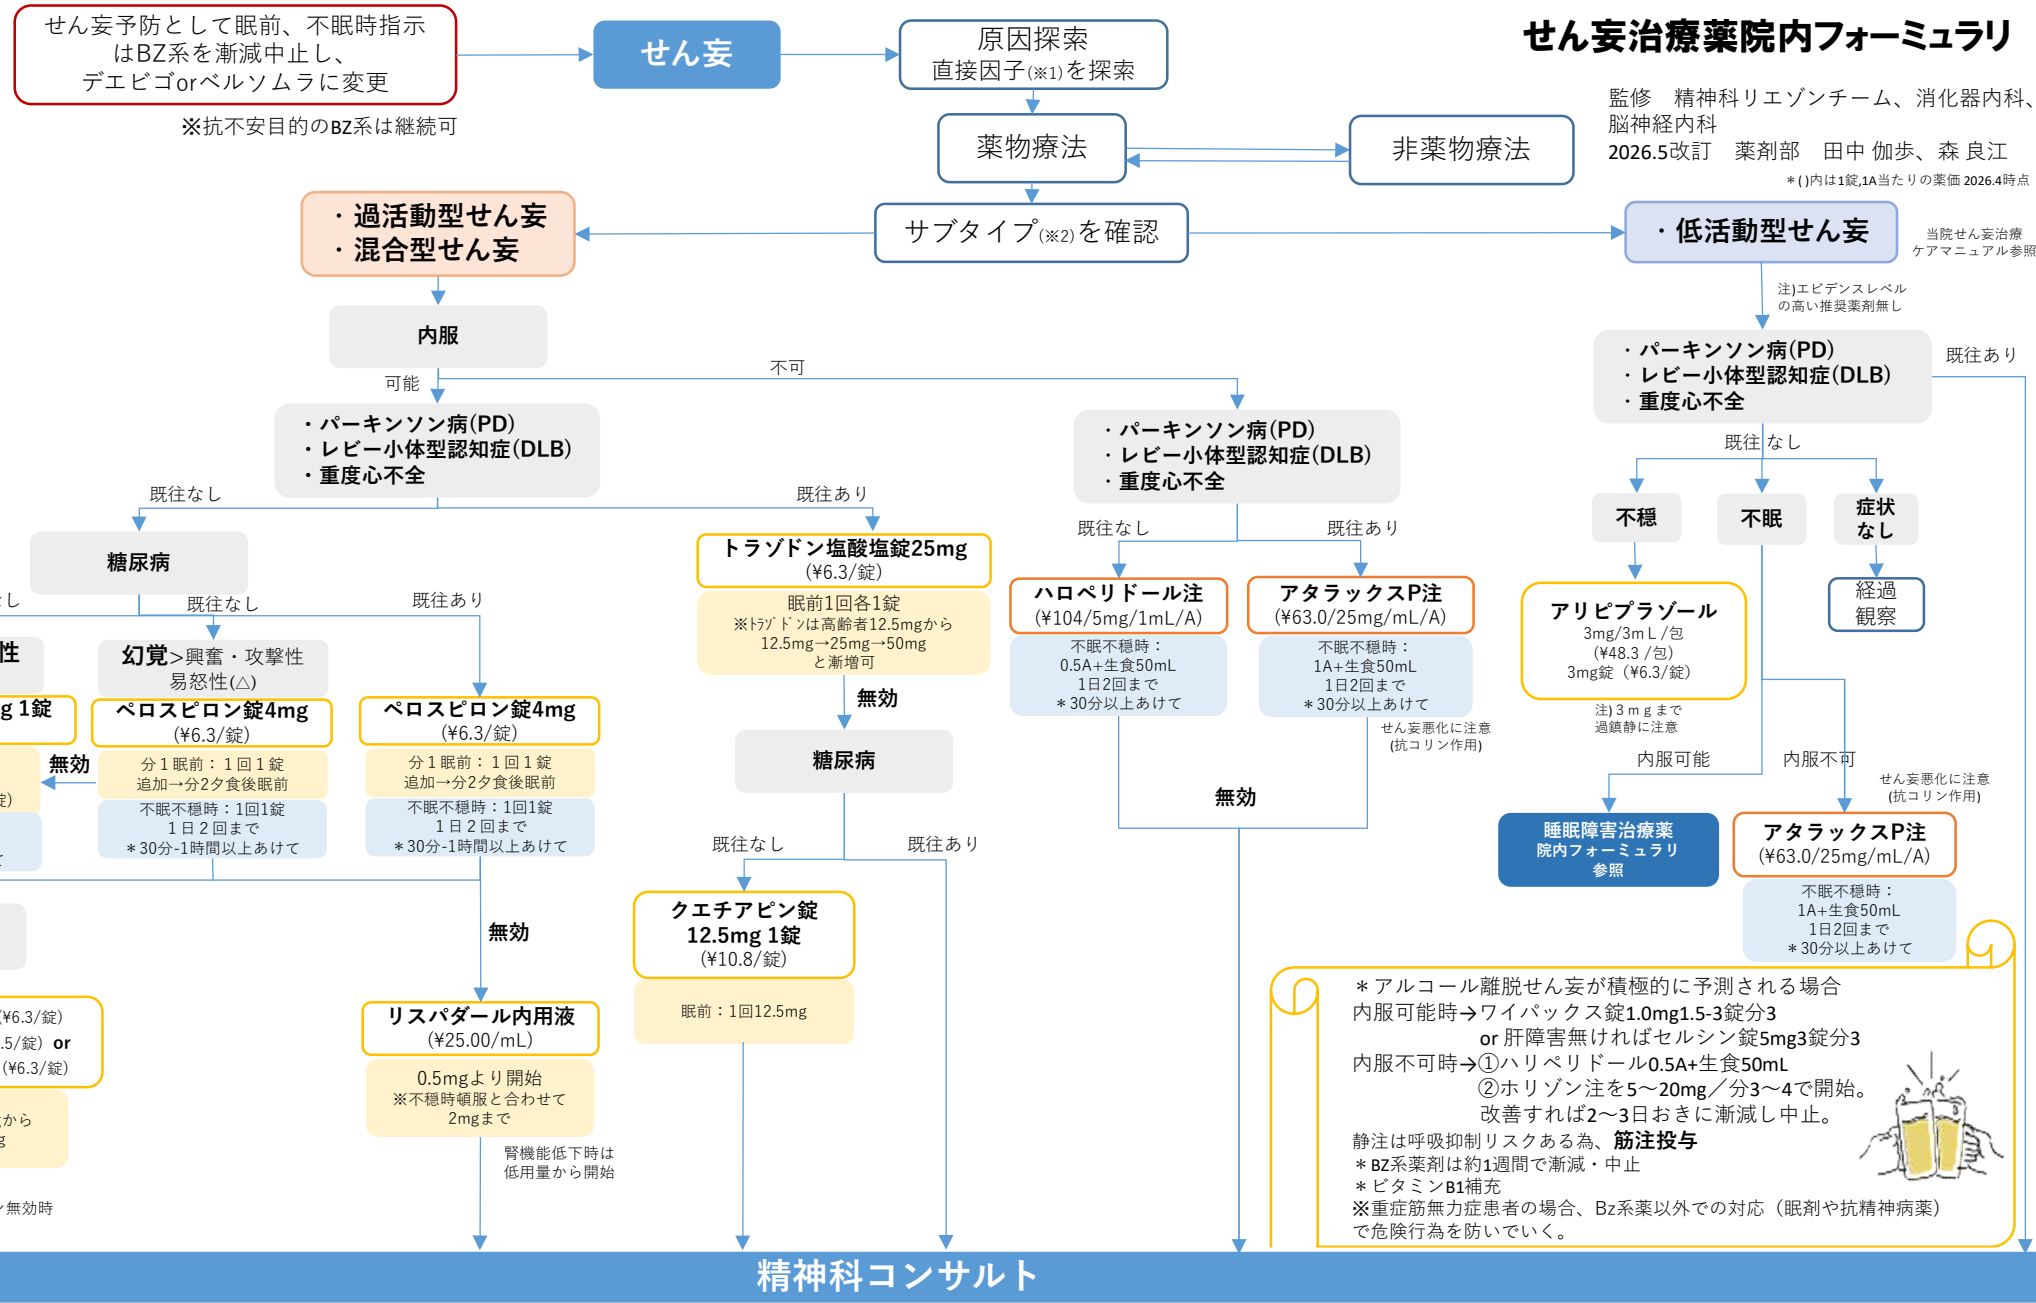 せん妄予防として眠前、不眠時指示
はBZ系を漸減中止し、
デエビゴorベルソムラに変更
※抗不安目的のBZ系は継続可
せん妄
原因探索
直接因子(※1)を探索
せん妄治療薬院内フォーミュラリ
監修　精神科リエゾンチーム、消化器内科、
脳神経内科
2026.5改訂　薬剤部　田中 伽歩、森 良江
＊( )内は1錠,1A当たりの薬価 2026.4時点
薬物療法
非薬物療法
サブタイプ(※2)を確認
・過活動型せん妄
・混合型せん妄
・低活動型せん妄
当院せん妄治療
ケアマニュアル参照
注)エビデンスレベル
の高い推奨薬剤無し
内服
可能
不可
・パーキンソン病(PD)
・レビー小体型認知症(DLB)
・重度心不全
・パーキンソン病(PD)
・レビー小体型認知症(DLB)
・重度心不全
・パーキンソン病(PD)
・レビー小体型認知症(DLB)
・重度心不全
既往あり
既往なし
既往なし
既往あり
既往なし
既往あり
不穏
不眠
症状
なし
経過
観察
糖尿病
し
既往なし
既往あり
トラゾドン塩酸塩錠25mg
(¥6.3/錠)
眠前1回各1錠
※ﾄﾗｿﾞﾄﾞﾝは高齢者12.5mgから
12.5mg→25mg→50mg
と漸増可
無効
糖尿病
既往なし
既往あり
ハロペリドール注
(¥104/5mg/1mL/A)
不眠不穏時：
0.5A+生食50mL
1日2回まで
＊30分以上あけて
アタラックスP注
(¥63.0/25mg/mL/A)
不眠不穏時：
1A+生食50mL
1日2回まで
＊30分以上あけて
せん妄悪化に注意
(抗コリン作用)
無効
アリピプラゾール
3mg/3mＬ/包
(¥48.3 /包)
3mg錠（¥6.3/錠）
注)３ｍｇまで
過鎮静に注意
内服可能
内服不可
せん妄悪化に注意
(抗コリン作用)
睡眠障害治療薬
院内フォーミュラリ
参照
アタラックスP注
(¥63.0/25mg/mL/A)
不眠不穏時：
1A+生食50mL
1日2回まで
＊30分以上あけて
性
幻覚>興奮・攻撃性
易怒性(△)
g 1錠
ペロスピロン錠4mg
(¥6.3/錠)
分１眠前：１回１錠
追加→分2夕食後眠前
不眠不穏時：1回1錠
1日２回まで
＊30分-1時間以上あけて
無効
錠)
て
ペロスピロン錠4mg
(¥6.3/錠)
分１眠前：１回１錠
追加→分2夕食後眠前
不眠不穏時：1回1錠
1日２回まで
＊30分-1時間以上あけて
無効
クエチアピン錠
12.5mg 1錠
(¥10.8/錠)
眠前：1回12.5mg
(¥6.3/錠)
.5/錠）or
(¥6.3/錠)
から
g
無効時
リスパダール内用液
(¥25.00/mL)
0.5mgより開始
※不穏時頓服と合わせて
2mgまで
腎機能低下時は
低用量から開始
＊アルコール離脱せん妄が積極的に予測される場合
内服可能時→ワイパックス錠1.0mg1.5-3錠分3
or 肝障害無ければセルシン錠5mg3錠分3
内服不可時→①ハリペリドール0.5A+生食50mL
②ホリゾン注を5～20mg／分3～4で開始。
改善すれば2～3日おきに漸減し中止。
静注は呼吸抑制リスクある為、筋注投与
＊BZ系薬剤は約1週間で漸減・中止
＊ビタミンB1補充
※重症筋無力症患者の場合、Bz系薬以外での対応（眠剤や抗精神病薬）
で危険行為を防いでいく。
精神科コンサルト